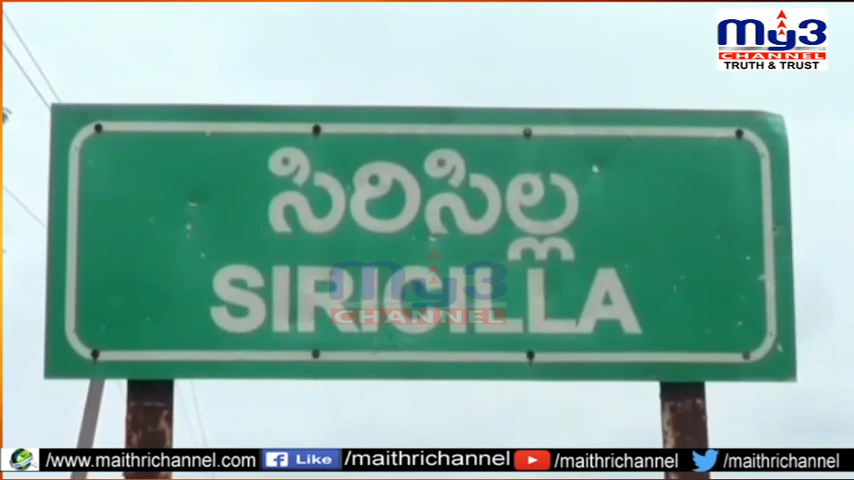 My3
CHANNEL
TRUTH & TRUST
సిరిసిల్ల
SIRICILLA
My3
CHANNEL
/www.maithrichannel.com f Like /maithrichannel /maithrichannel /maithrichannel